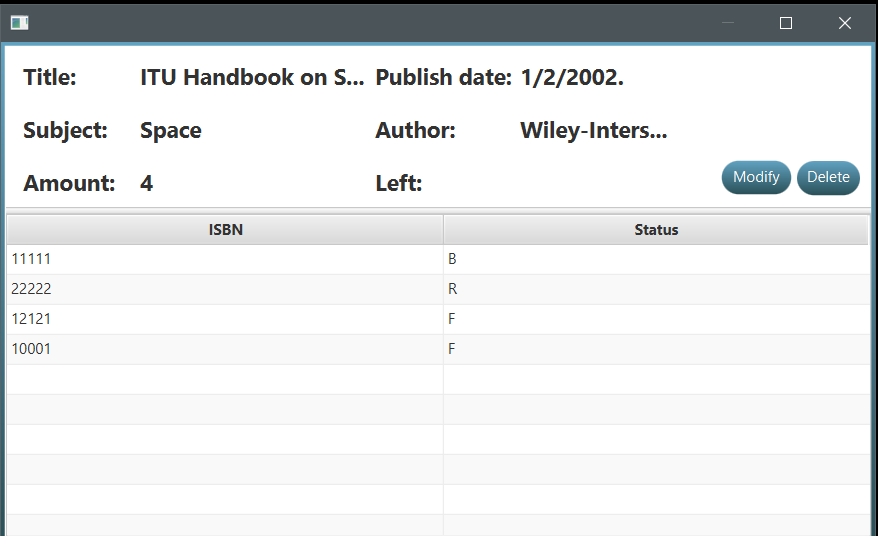 Title: ITU Handbook on S... Publish date: 1/2/2002.
Subject: Space Author: Wiley-Inters...
Amount: 4 Left:
Modify Delete
ISBN Status
11111 B
22222 R
12121 F
10001 F